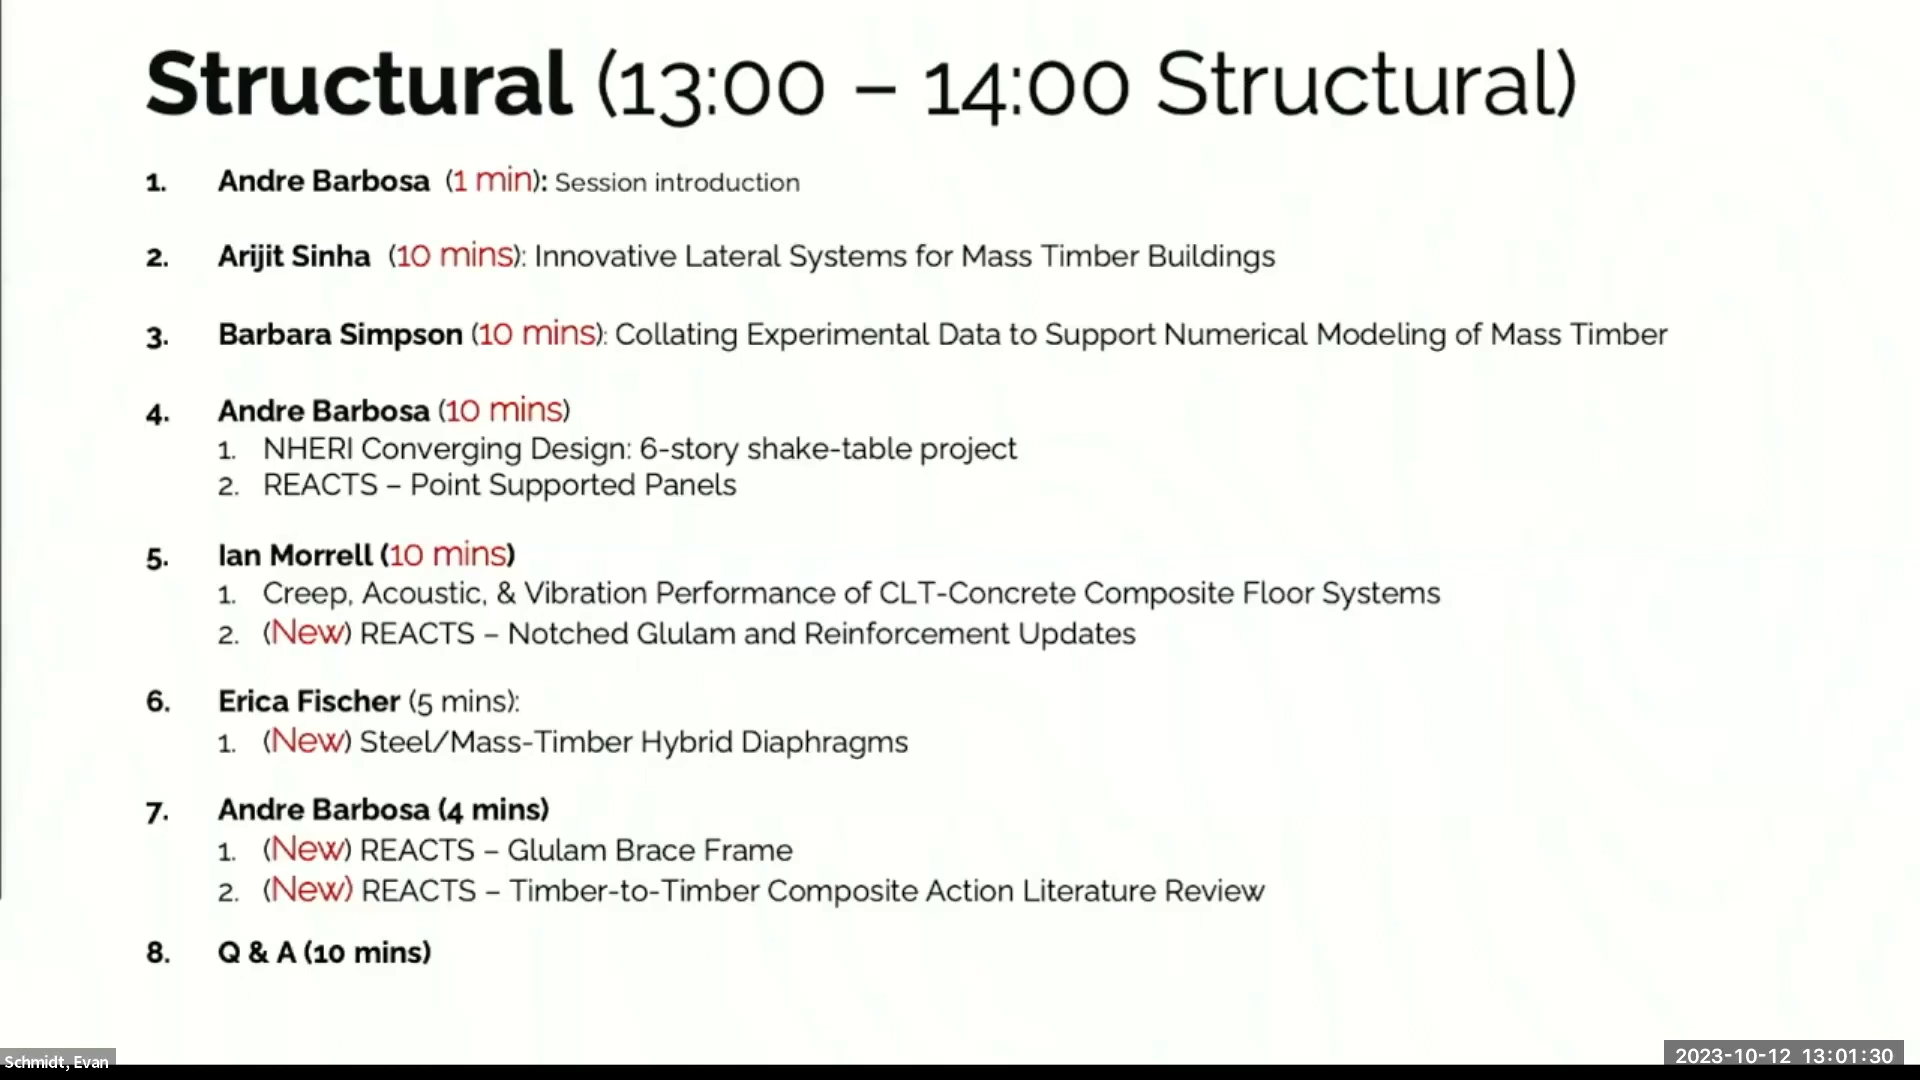 Structural (13:00 – 14:00 Structural)
1. Andre Barbosa (1 min): Session introduction
2. Arijit Sinha (10 mins): Innovative Lateral Systems for Mass Timber Buildings
3. Barbara Simpson (10 mins): Collating Experimental Data to Support Numerical Modeling of Mass Timber
4. Andre Barbosa (10 mins)
1. NHERI Converging Design: 6-story shake-table project
2. REACTS – Point Supported Panels
5. Ian Morrell (10 mins)
1. Creep, Acoustic, & Vibration Performance of CLT-Concrete Composite Floor Systems
2. (New) REACTS – Notched Glulam and Reinforcement Updates
6. Erica Fischer (5 mins):
1. (New) Steel/Mass-Timber Hybrid Diaphragms
7. Andre Barbosa (4 mins)
1. (New) REACTS – Glulam Brace Frame
2. (New) REACTS – Timber-to-Timber Composite Action Literature Review
8. Q & A (10 mins)
Schmidt, Evan
2023-10-12 13:01:30